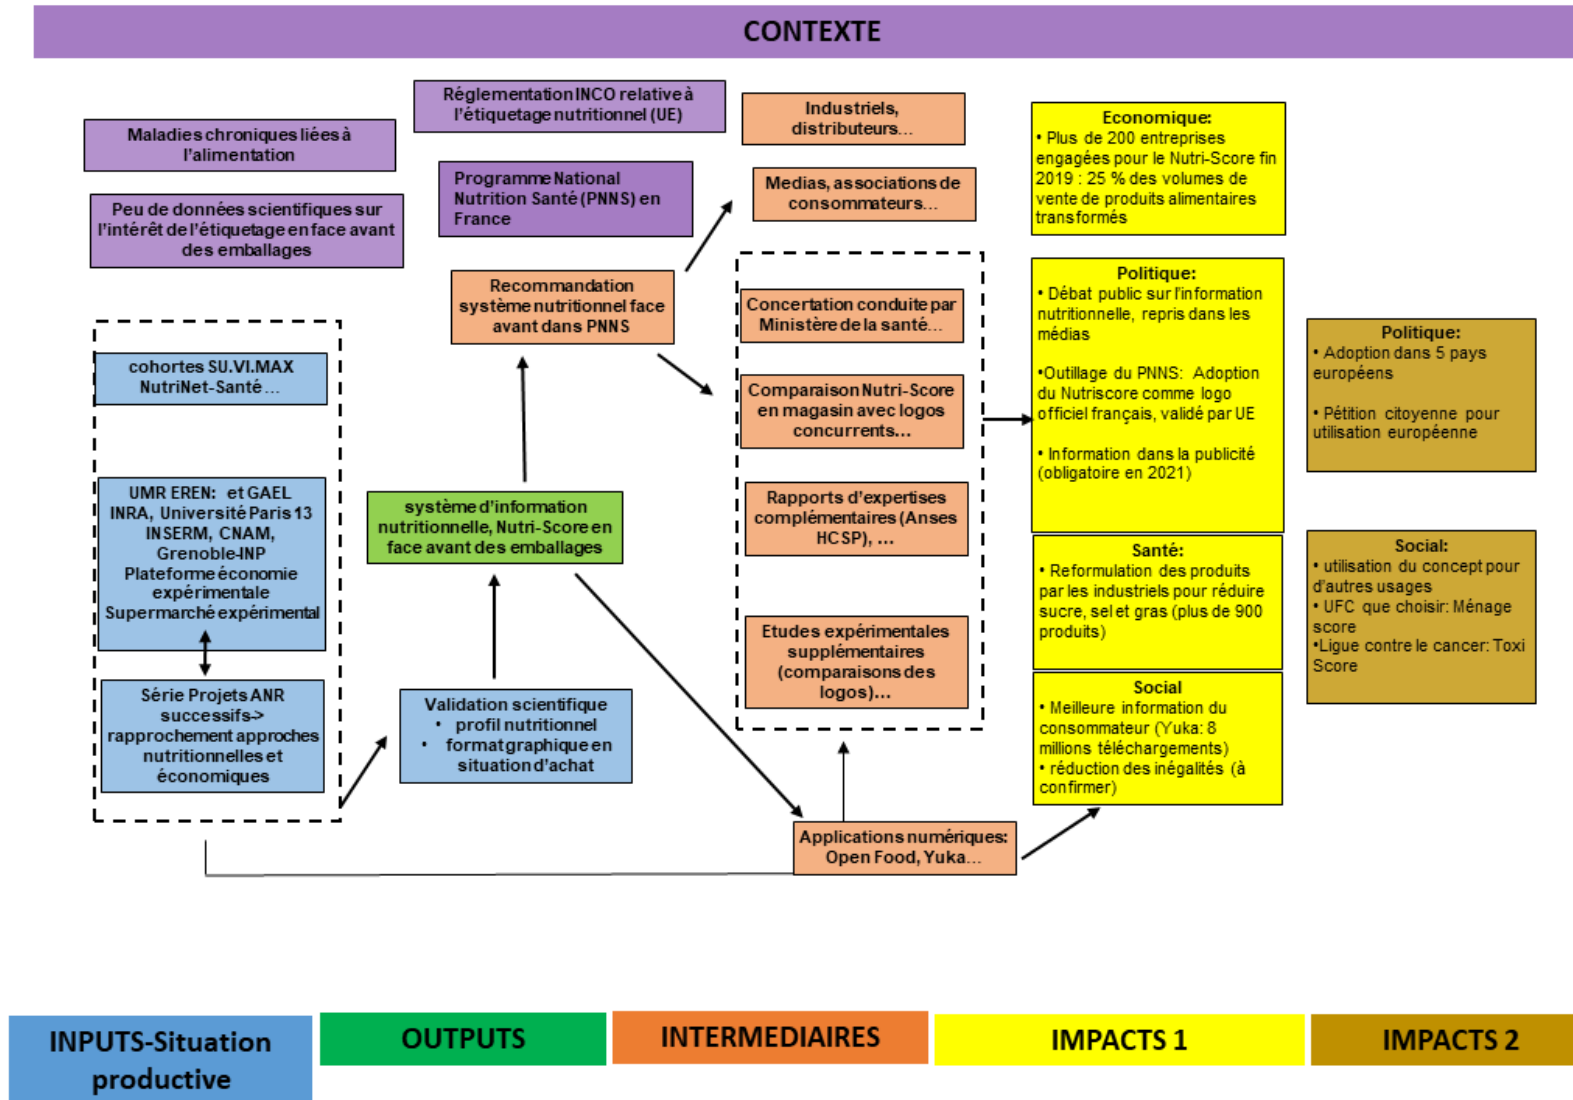 CONTEXTE
Maladies chroniques liées à
l'alimentation
Peu de données scientifiques sur
l'intérêt de l'étiquetage en face avant
des emballages
Réglementation INCO relative à
l'étiquetage nutritionnel (UE)
Programme National
Nutrition Santé (PNNS) en
France
Recommandation
système nutritionnel face
avant dans PNNS
cohortes SU.VI.MAX
NutriNet-Santé...
UMR EREN: et GAEL
INRA, Université Paris 13
INSERM, CNAM,
Grenoble-INP
Plateforme économie
expérimentale
Supermarché expérimental
Série Projets ANR
successifs->
rapprochement approches
nutritionnelles et
économiques
système d'information
nutritionnelle, Nutri-Score en
face avant des emballages
Validation scientifique
• profil nutritionnel
• format graphique en
situation d'achat
Industriels,
distributeurs...
Medias, associations de
consommateurs...
Concertation conduite par
Ministère de la santé...
Comparaison Nutri-Score
en magasin avec logos
concurrents...
Rapports d'expertises
complémentaires (Anses
HCSP), ...
Etudes expérimentales
supplémentaires
(comparaisons des
logos)...
Applications numériques:
Open Food, Yuka...
Economique:
• Plus de 200 entreprises
engagées pour le Nutri-Score fin
2019 : 25 % des volumes de
vente de produits alimentaires
transformés
Politique:
• Débat public sur l'information
nutritionnelle, repris dans les
médias
•Outillage du PNNS: Adoption
du Nutriscore comme logo
officiel français, validé par UE
• Information dans la publicité
(obligatoire en 2021)
Santé:
• Reformulation des produits
par les industriels pour réduire
sucre, sel et gras (plus de 900
produits)
Social
• Meilleure information du
consommateur (Yuka: 8
millions téléchargements)
• réduction des inégalités (à
confirmer)
Politique:
• Adoption dans 5 pays
européens
• Pétition citoyenne pour
utilisation européenne
Social:
• utilisation du concept pour
d'autres usages
• UFC que choisir: Ménage
score
•Ligue contre le cancer: Toxi
Score
INPUTS-Situation
productive
OUTPUTS
INTERMEDIAIRES
IMPACTS 1
IMPACTS 2